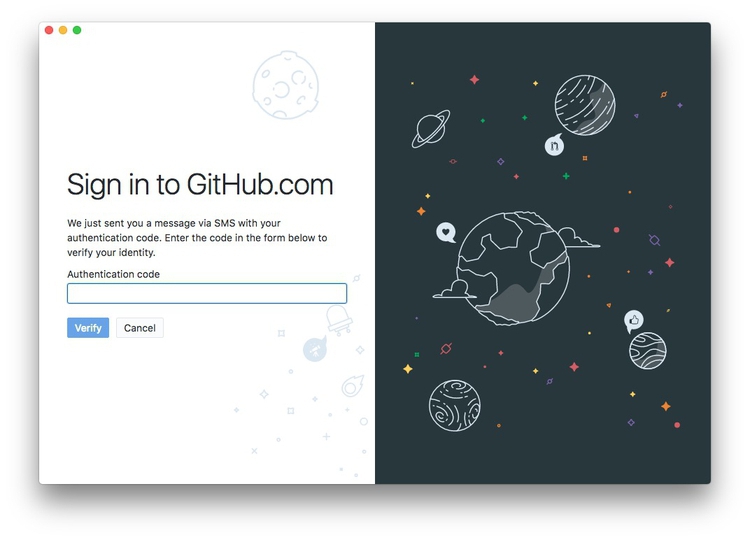 Sign in to GitHub.com
We just sent you a message via SMS with your
authentication code. Enter the code in the form below to
verify your identity.
Authentication code
Verify Cancel